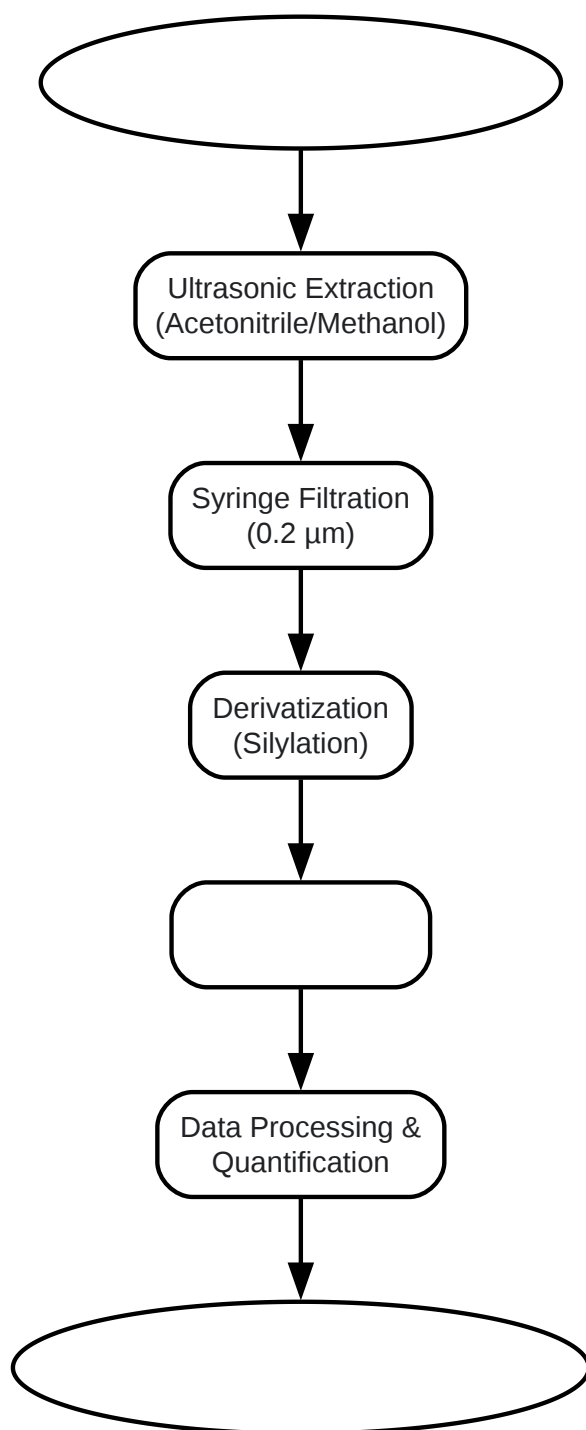 Ultrasonic Extraction
(Acetonitrile/Methanol)
Syringe Filtration
(0.2 µm)
Derivatization
(Silylation)
Data Processing &
Quantification